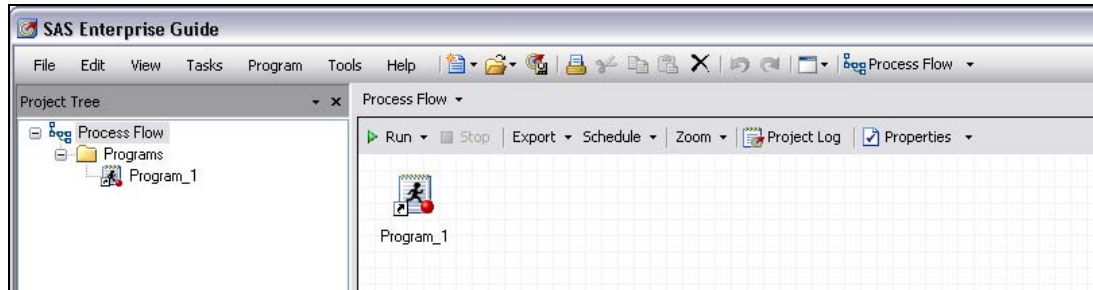 SAS Enterprise Guide
File Edit View Tasks Program Tools Help Process Flow
Project Tree
Process Flow
Process Flow
Programs
Program_1
Run Stop Export Schedule Zoom Project Log Properties
Program_1